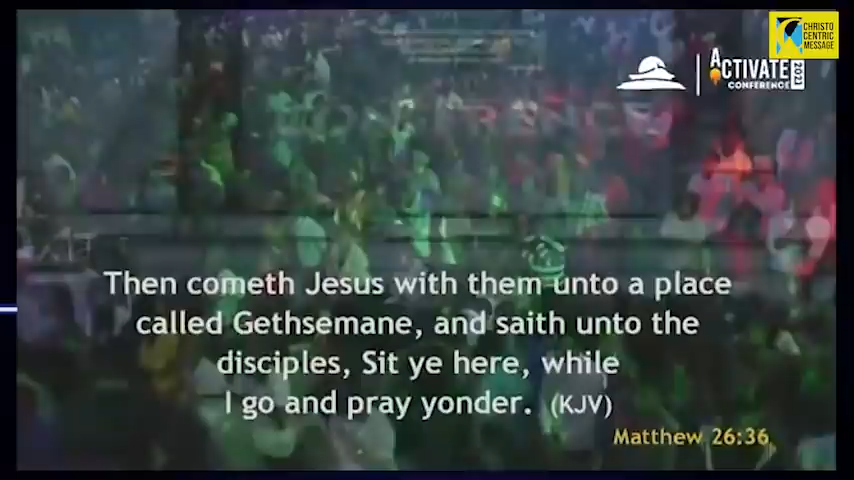 CHRISTO
CENTRIC
MESSAGE
ACTIVATE
CONFERENCE
Then cometh Jesus with them unto a place
called Gethsemane, and saith unto the
disciples, Sit ye here, while
I go and pray yonder. (KJV)
Matthew 26:36